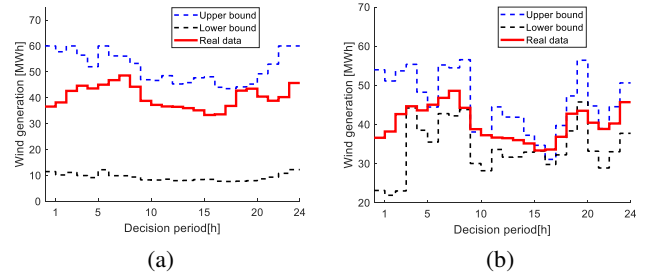 (a)
Upper bound
Lower bound
Real data
Wind generation [MWh]
70
60
50
40
30
20
10
0
1 5 10 15 20 24
Decision period[h]
(a)
(b)
Upper bound
Lower bound
Real data
Wind generation [MWh]
70
60
50
40
30
20
1 5 10 15 20 24
Decision period[h]
(b)